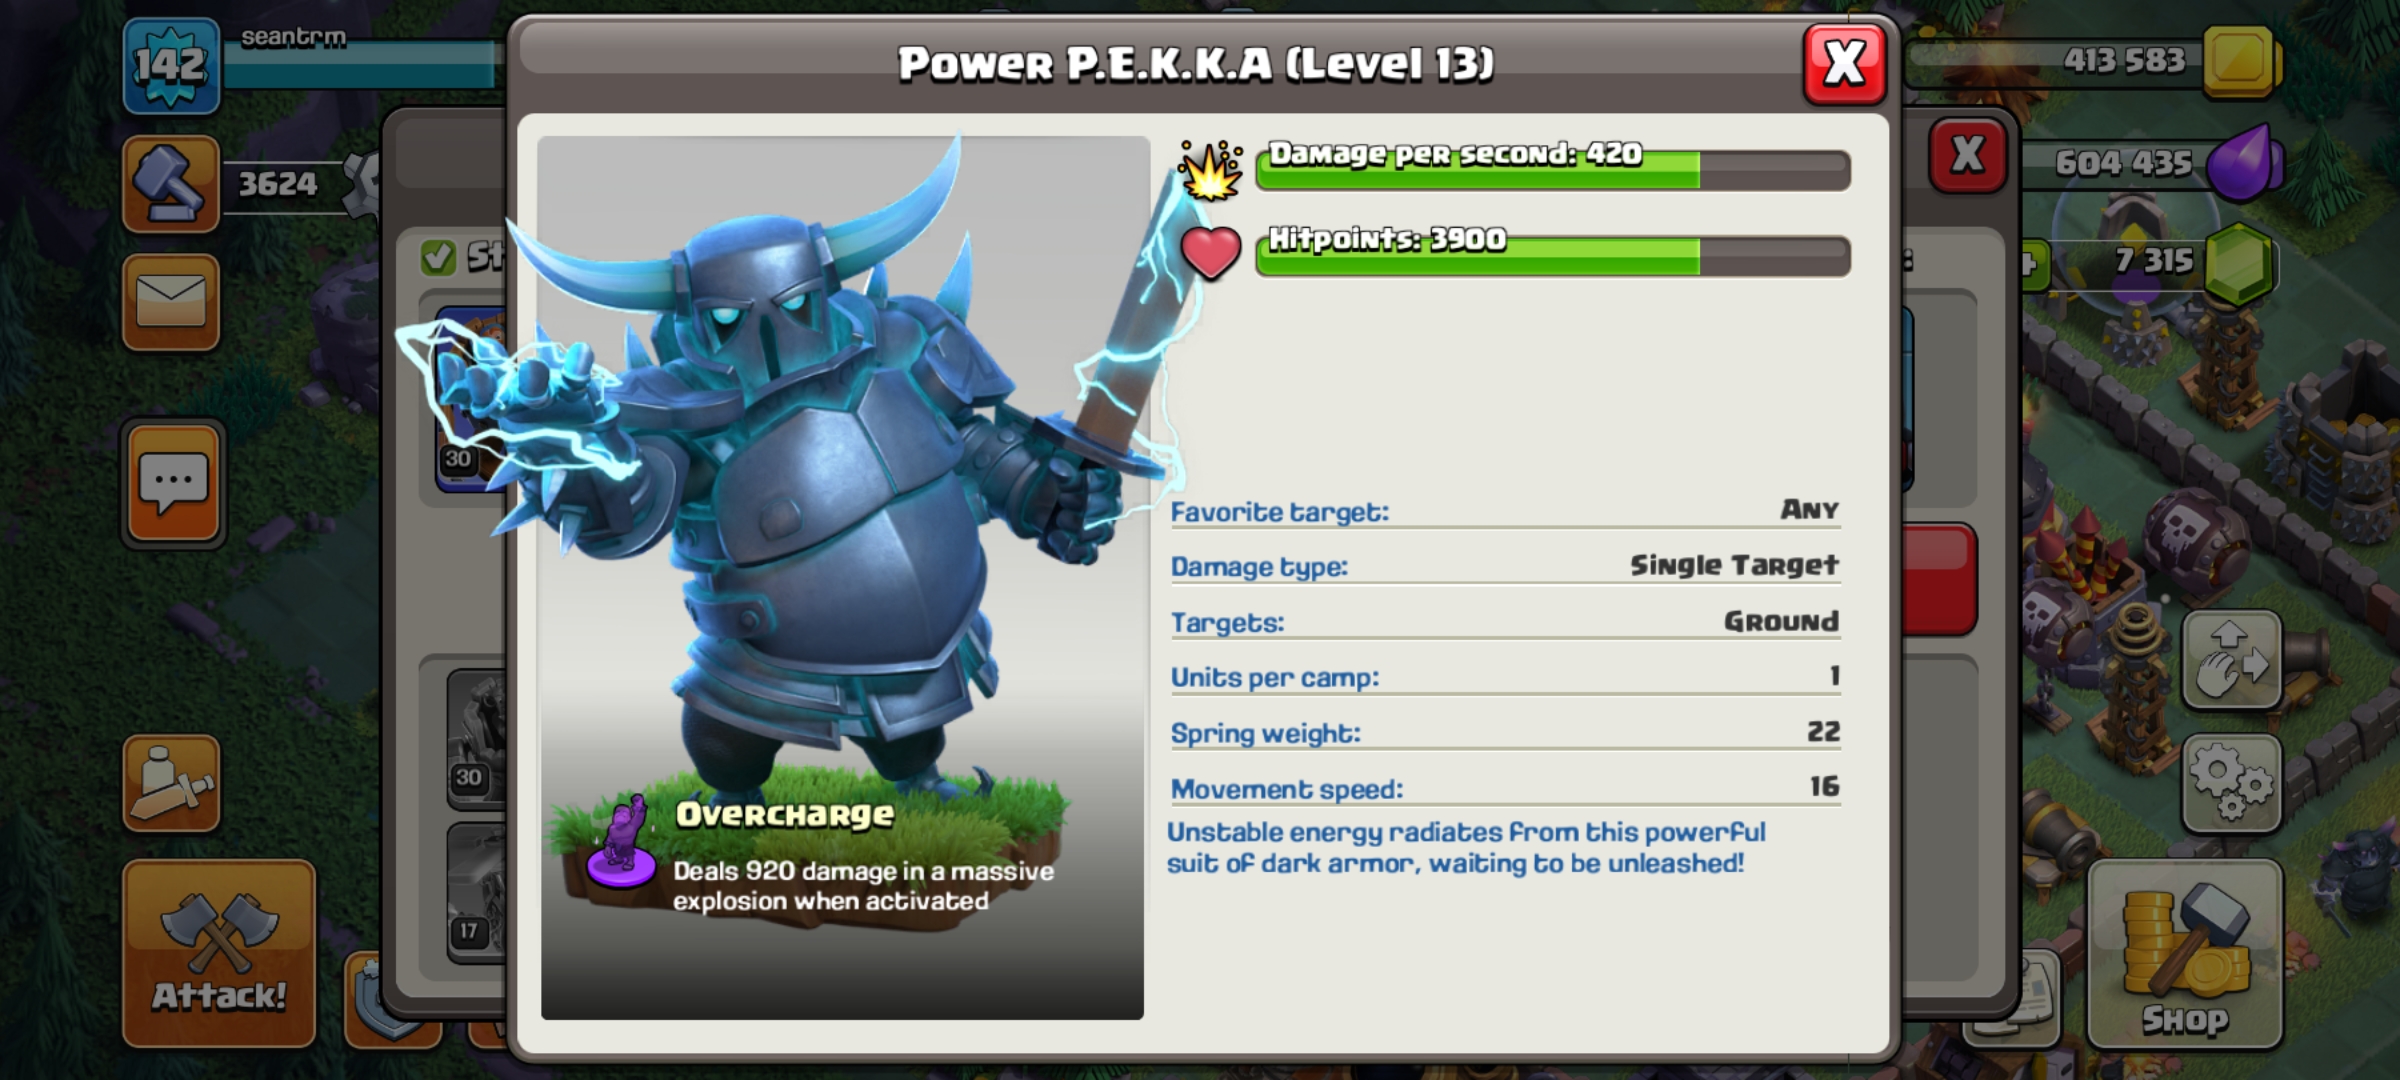 142
seantrm
3624
Power P.E.K.K.A (Level 13)
X
413 583
604 435
7 315
X
Damage per second: 420
Hitpoints: 3900
30
Favorite target: Any
Damage type: Single Target
Targets: Ground
Units per camp: 1
Spring weight: 22
Movement speed: 16
Unstable energy radiates from this powerful
suit of dark armor, waiting to be unleashed!
30
Overcharge
Deals 920 damage in a massive
explosion when activated
17
Attack!
Shop